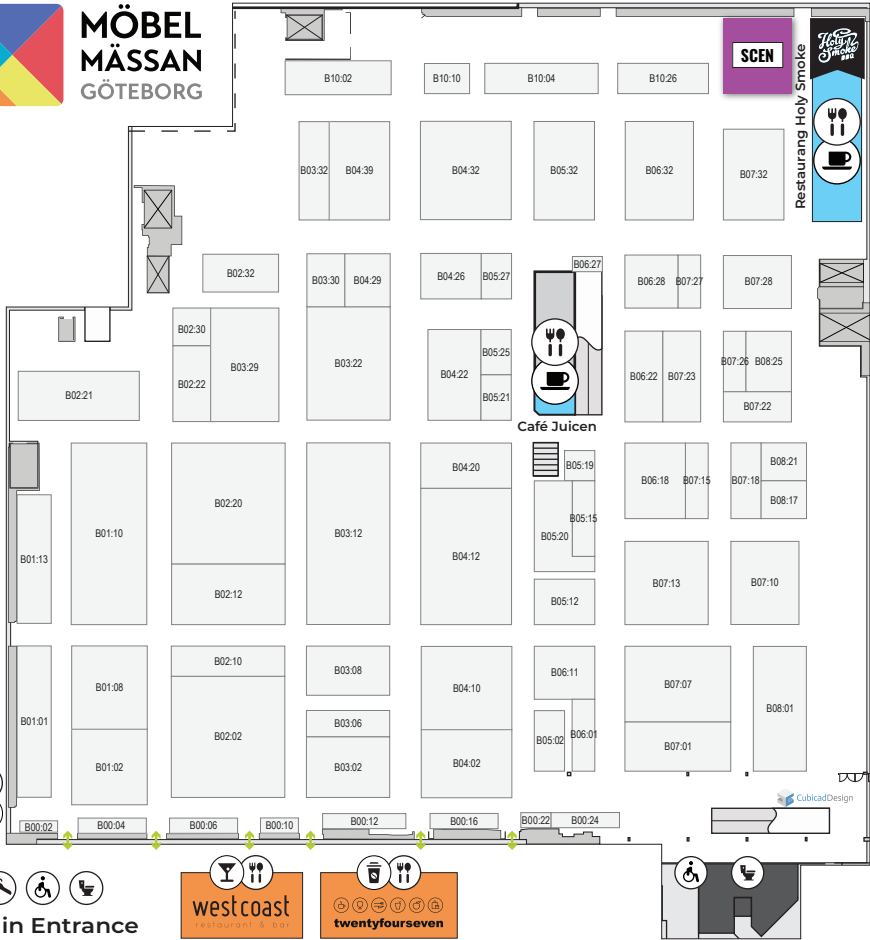 MÖBEL
MÄSSAN
GÖTEBORG
SCEN
Holy
Smoke
BBQ
Restaurang Holy Smoke
B10:02
B10:10
B10:04
B10:26
B03:32
B04:39
B04:32
B05:32
B06:32
B07:32
B02:32
B03:30
B04:29
B04:26
B05:27
B06:27
B06:28
B07:27
B07:28
B02:30
B02:22
B03:29
B03:22
B04:22
B05:25
B05:21
B06:22
B07:23
B07:26
B08:25
B07:22
B02:21
Café Juicen
B01:13
B01:10
B02:20
B02:12
B03:12
B04:20
B04:12
B05:19
B05:15
B05:20
B05:12
B06:18
B07:15
B07:18
B08:21
B08:17
B07:13
B07:10
B01:01
B01:08
B01:02
B02:10
B02:02
B03:08
B03:06
B03:02
B04:10
B04:02
B06:11
B05:02
B06:01
B07:07
B07:01
B08:01
CubicadDesign
B00:02
B00:04
B00:06
B00:10
B00:12
B00:16
B00:22
B00:24
westcoast
restaurant & bar
twentyfourseven
in Entrance